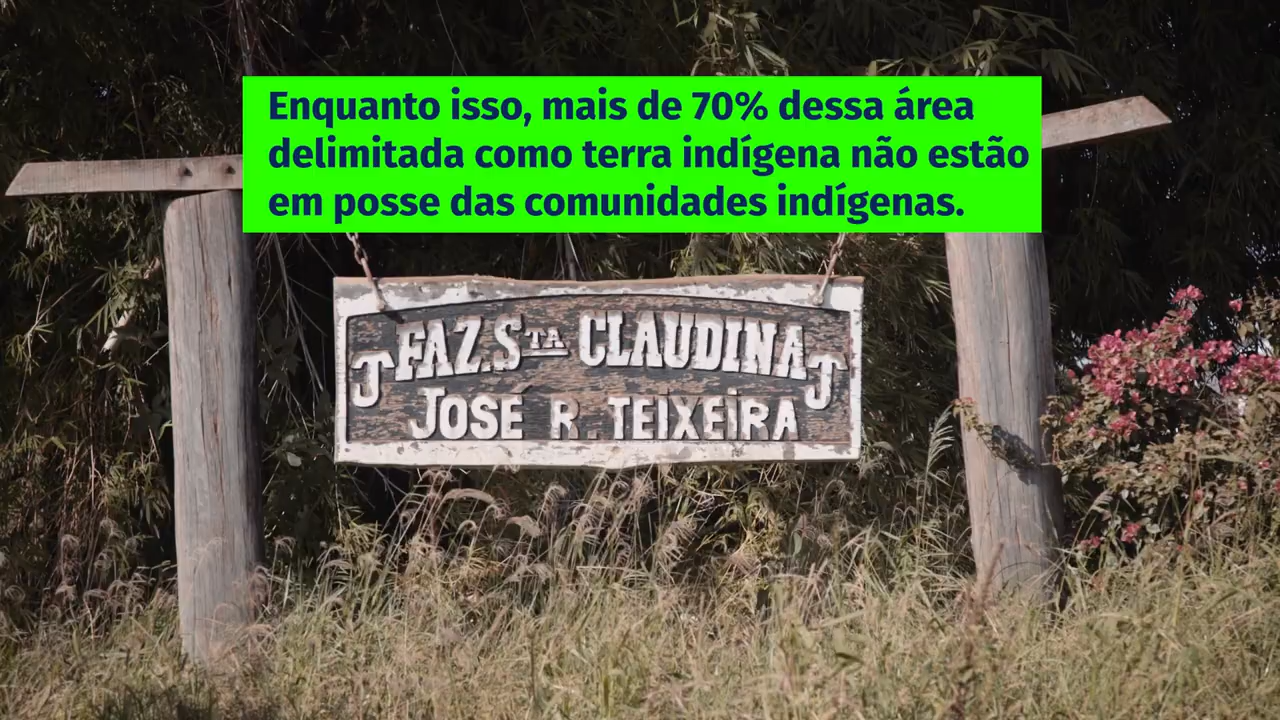 Enquanto isso, mais de 70% dessa área
delimitada como terra indígena não estão
em posse das comunidades indígenas.
FAZ.STA CLAUDINA
JOSÉ R. TEIXEIRA